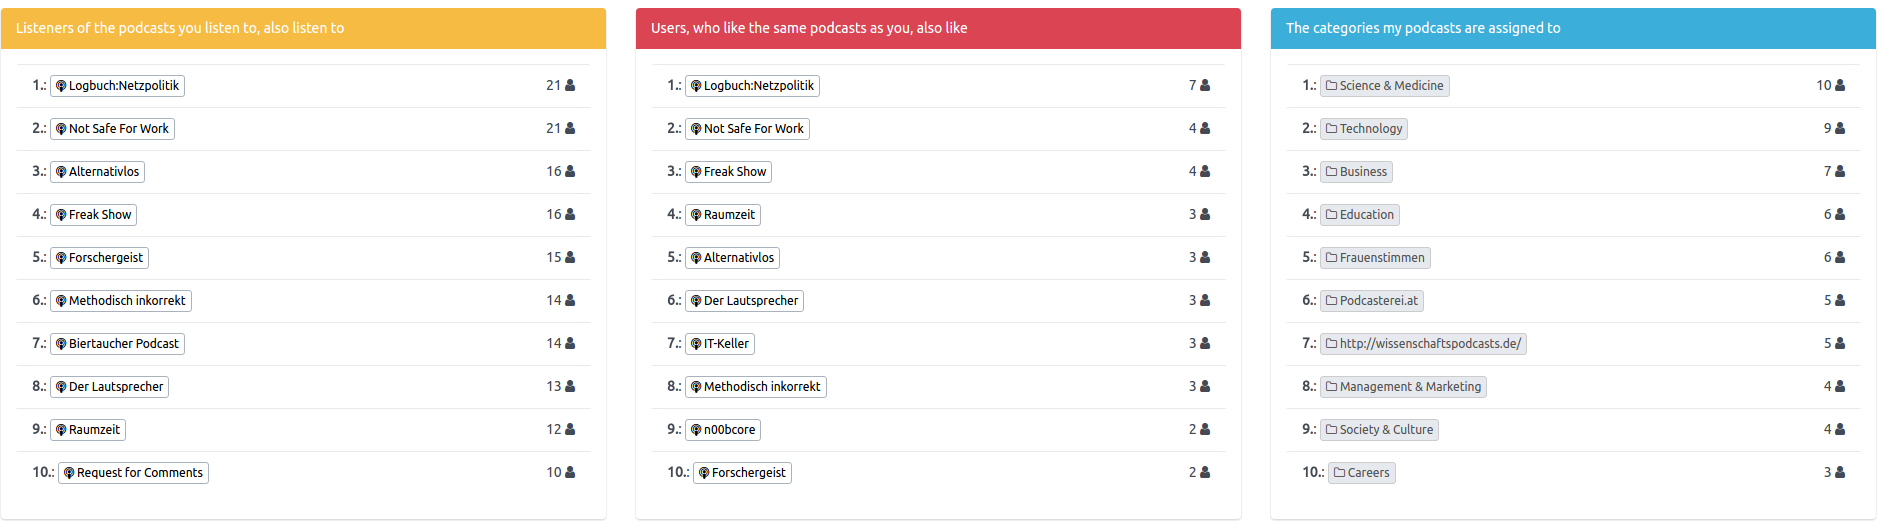 Listeners of the podcasts you listen to, also listen to
1.: Logbuch:Netzpolitik 21
2.: Not Safe For Work 21
3.: Alternativlos 16
4.: Freak Show 16
5.: Forschergeist 15
6.: Methodisch inkorrekt 14
7.: Biertaucher Podcast 14
8.: Der Lautsprecher 13
9.: Raumzeit 12
10.: Request for Comments 10
Users, who like the same podcasts as you, also like
1.: Logbuch:Netzpolitik 7
2.: Not Safe For Work 4
3.: Freak Show 4
4.: Raumzeit 3
5.: Alternativlos 3
6.: Der Lautsprecher 3
7.: IT-Keller 3
8.: Methodisch inkorrekt 3
9.: n00bcore 2
10.: Forschergeist 2
The categories my podcasts are assigned to
1.: Science & Medicine 10
2.: Technology 9
3.: Business 7
4.: Education 6
5.: Frauenstimmen 6
6.: Podcasterei.at 5
7.: http://wissenschaftspodcasts.de/ 5
8.: Management & Marketing 4
9.: Society & Culture 4
10.: Careers 3